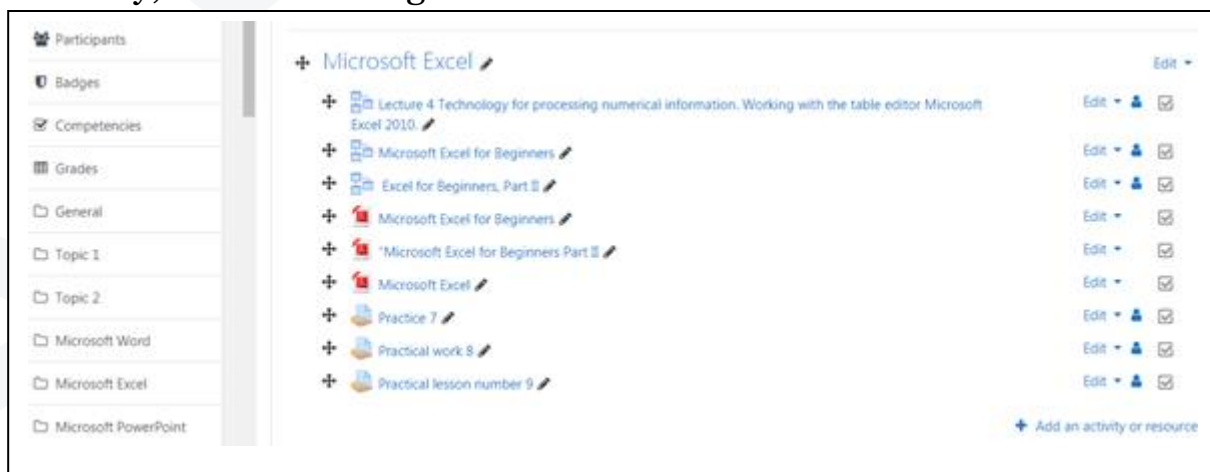 Participants
Badges
Competencies
Grades
General
Topic 1
Topic 2
Microsoft Word
Microsoft Excel
Microsoft PowerPoint
Microsoft Excel
Edit
Lecture 4 Technology for processing numerical information. Working with the table editor Microsoft
Excel 2010.
Edit
Microsoft Excel for Beginners
Edit
Excel for Beginners, Part II
Edit
Microsoft Excel for Beginners
Edit
"Microsoft Excel for Beginners Part II
Edit
Microsoft Excel
Edit
Practice 7
Edit
Practical work 8
Edit
Practical lesson number 9
Edit
Add an activity or resource